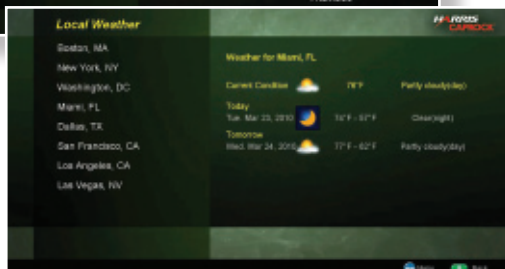 Local Weather
HARRIS
CAPROCK
Boston, MA
New York, NY
Washington, DC
Miami, FL
Dallas, TX
San Francisco, CA
Los Angeles, CA
Las Vegas, NV
Weather for Miami, FL
Current Condition Partly cloudy(day)
Today
Tue. Mar 23, 2010 Clear(night)
Tomorrow
Wed. Mar 24, 2010 Partly cloudy(day)
Menu Back